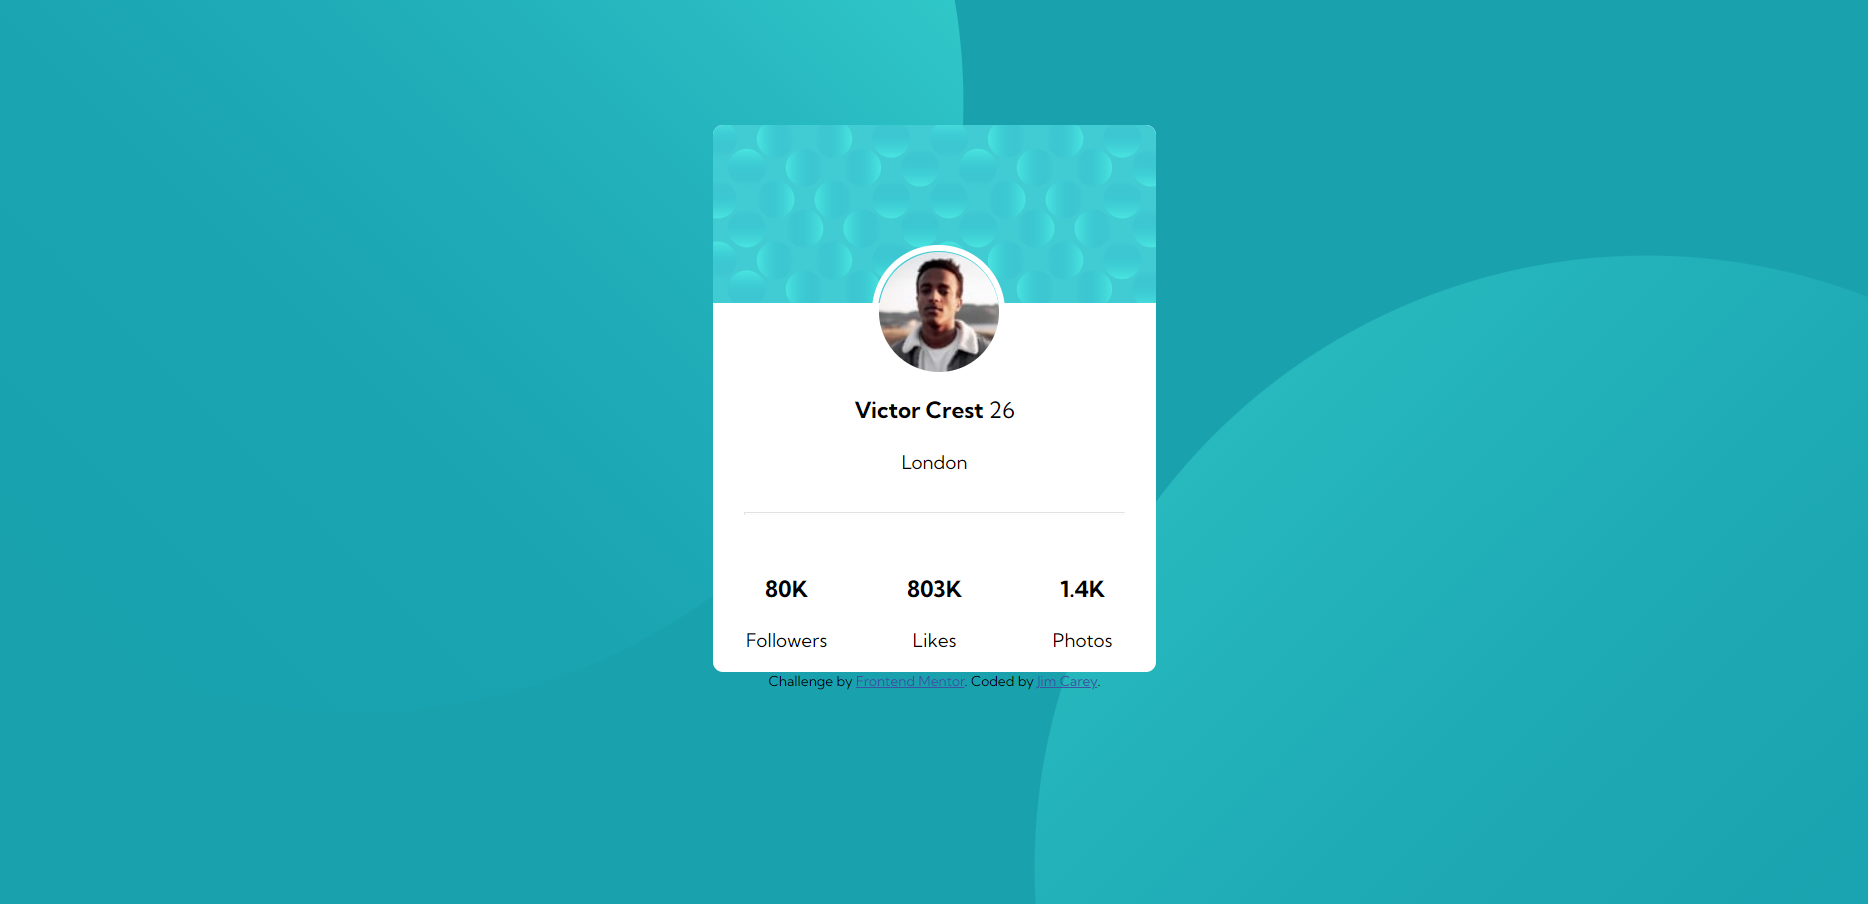 Victor Crest 26
London
80K 803K 1.4K
Followers Likes Photos
Challenge by Frontend Mentor. Coded by Jim Carey.